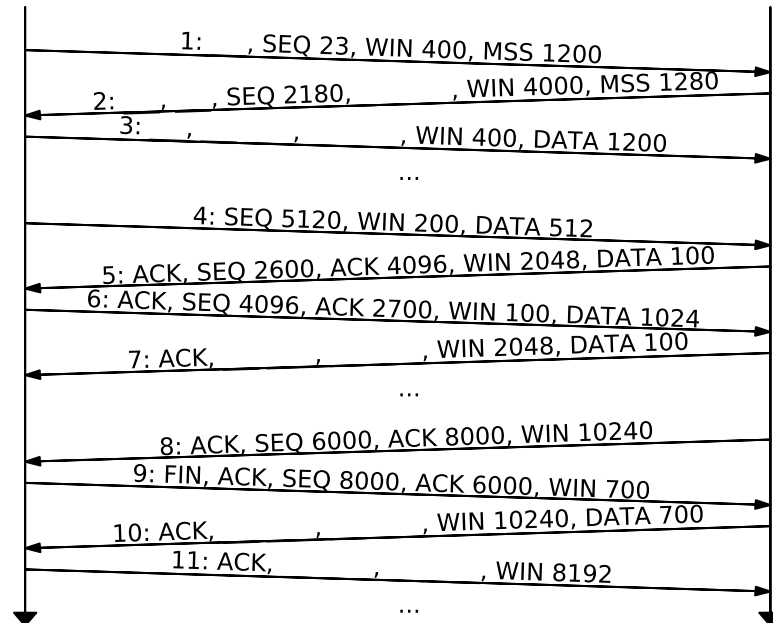 1:      , SEQ 23, WIN 400, MSS 1200
2: ___, ___, SEQ 2180,            , WIN 4000, MSS 1280
3:      ,            ,            , WIN 400, DATA 1200
...
4: SEQ 5120, WIN 200, DATA 512
5: ACK, SEQ 2600, ACK 4096, WIN 2048, DATA 100
6: ACK, SEQ 4096, ACK 2700, WIN 100, DATA 1024
7: ACK,            ,            , WIN 2048, DATA 100
...
8: ACK, SEQ 6000, ACK 8000, WIN 10240
9: FIN, ACK, SEQ 8000, ACK 6000, WIN 700
10: ACK,            ,            , WIN 10240, DATA 700
11: ACK,            ,            , WIN 8192
...